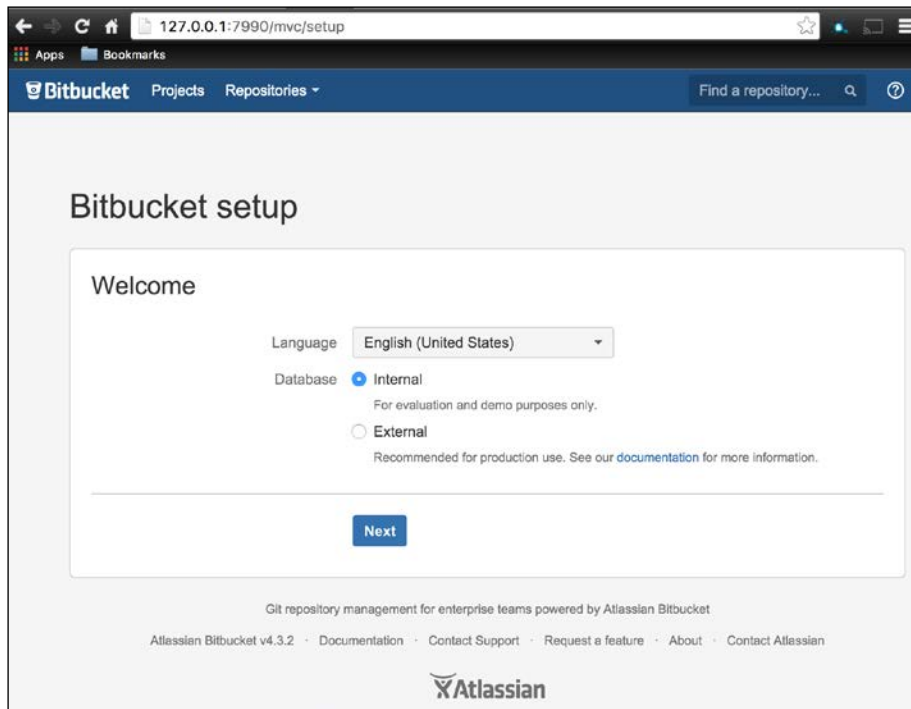 127.0.0.1:7990/mvc/setup
Apps Bookmarks
Bitbucket Projects Repositories Find a repository...
Bitbucket setup
Welcome
Language English (United States)
Database Internal
For evaluation and demo purposes only.
External
Recommended for production use. See our documentation for more information.
Next
Git repository management for enterprise teams powered by Atlassian Bitbucket
Atlassian Bitbucket v4.3.2 · Documentation · Contact Support · Request a feature · About · Contact Atlassian
Atlassian